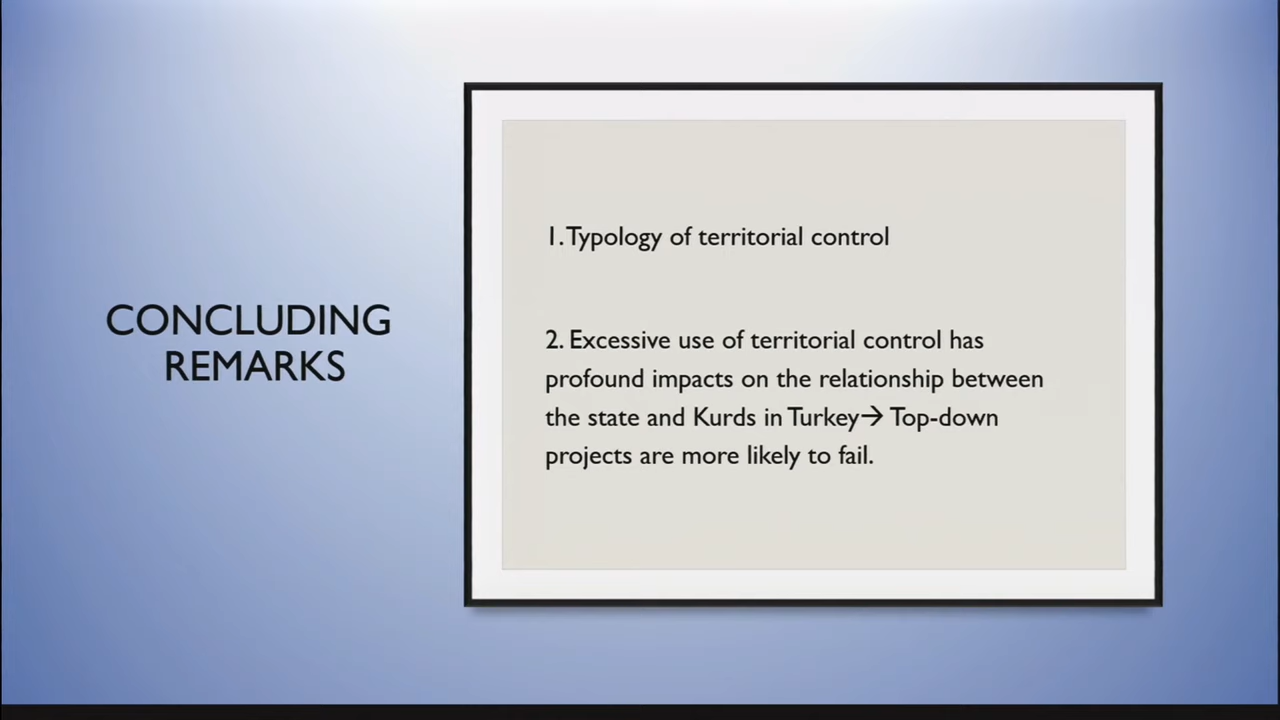 CONCLUDING
REMARKS
1. Typology of territorial control
2. Excessive use of territorial control has
profound impacts on the relationship between
the state and Kurds in Turkey→ Top-down
projects are more likely to fail.